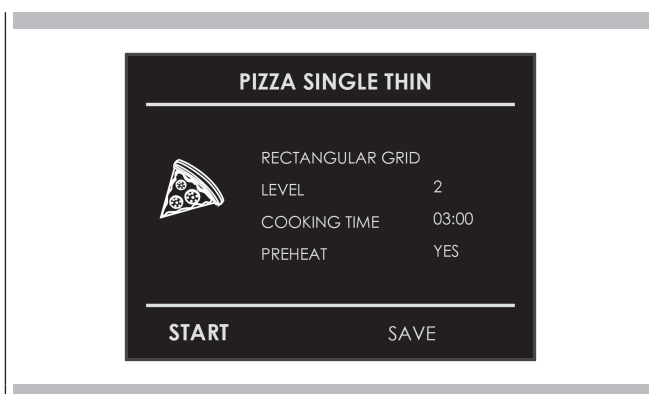 PIZZA SINGLE THIN
RECTANGULAR GRID
LEVEL 2
COOKING TIME 03:00
PREHEAT YES
START SAVE